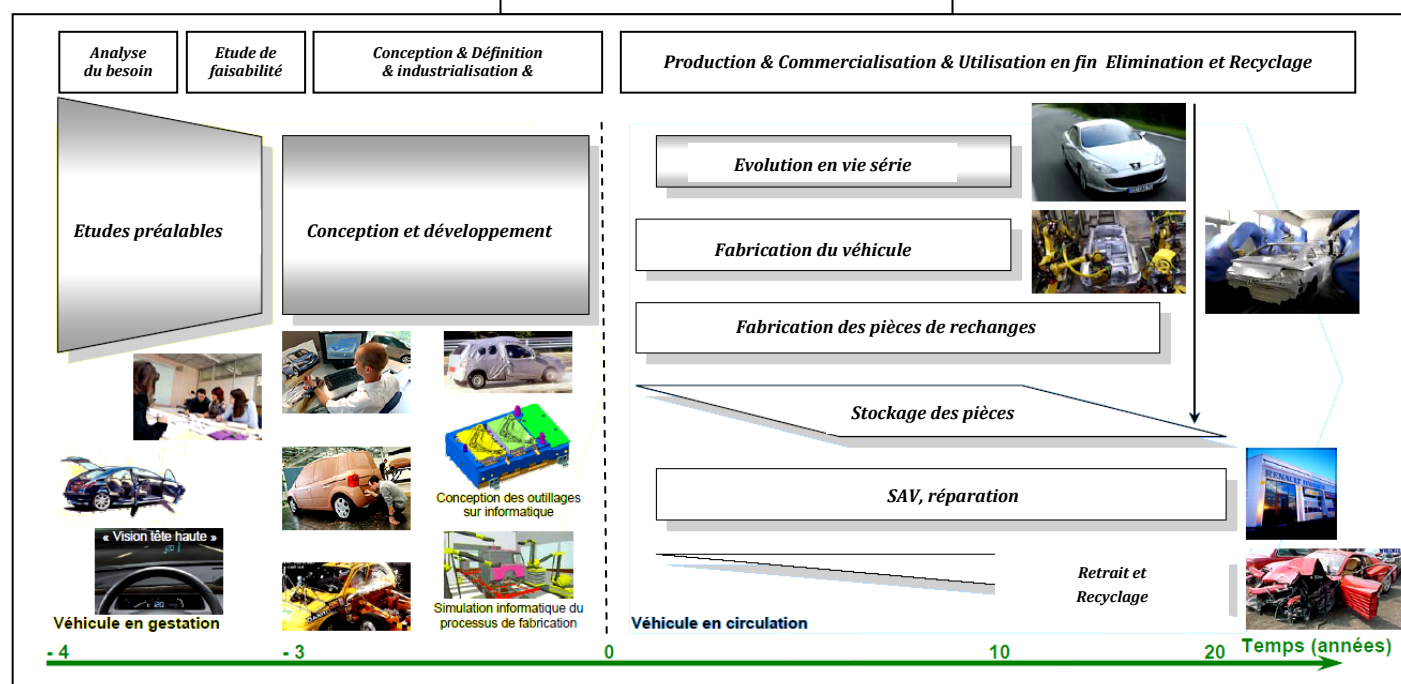 Analyse
du besoin
Etude de
faisabilité
Conception & Définition
& industrialisation &
Production & Commercialisation & Utilisation en fin Elimination et Recyclage
Etudes préalables
Conception et développement
Evolution en vie série
Fabrication du véhicule
Fabrication des pièces de rechanges
Stockage des pièces
SAV, réparation
Retrait et
Recyclage
Conception des outillages
sur informatique
« Vision tête haute »
Simulation informatique du
processus de fabrication
Véhicule en gestation
Véhicule en circulation
- 4
- 3
0
10
20
Temps (années)